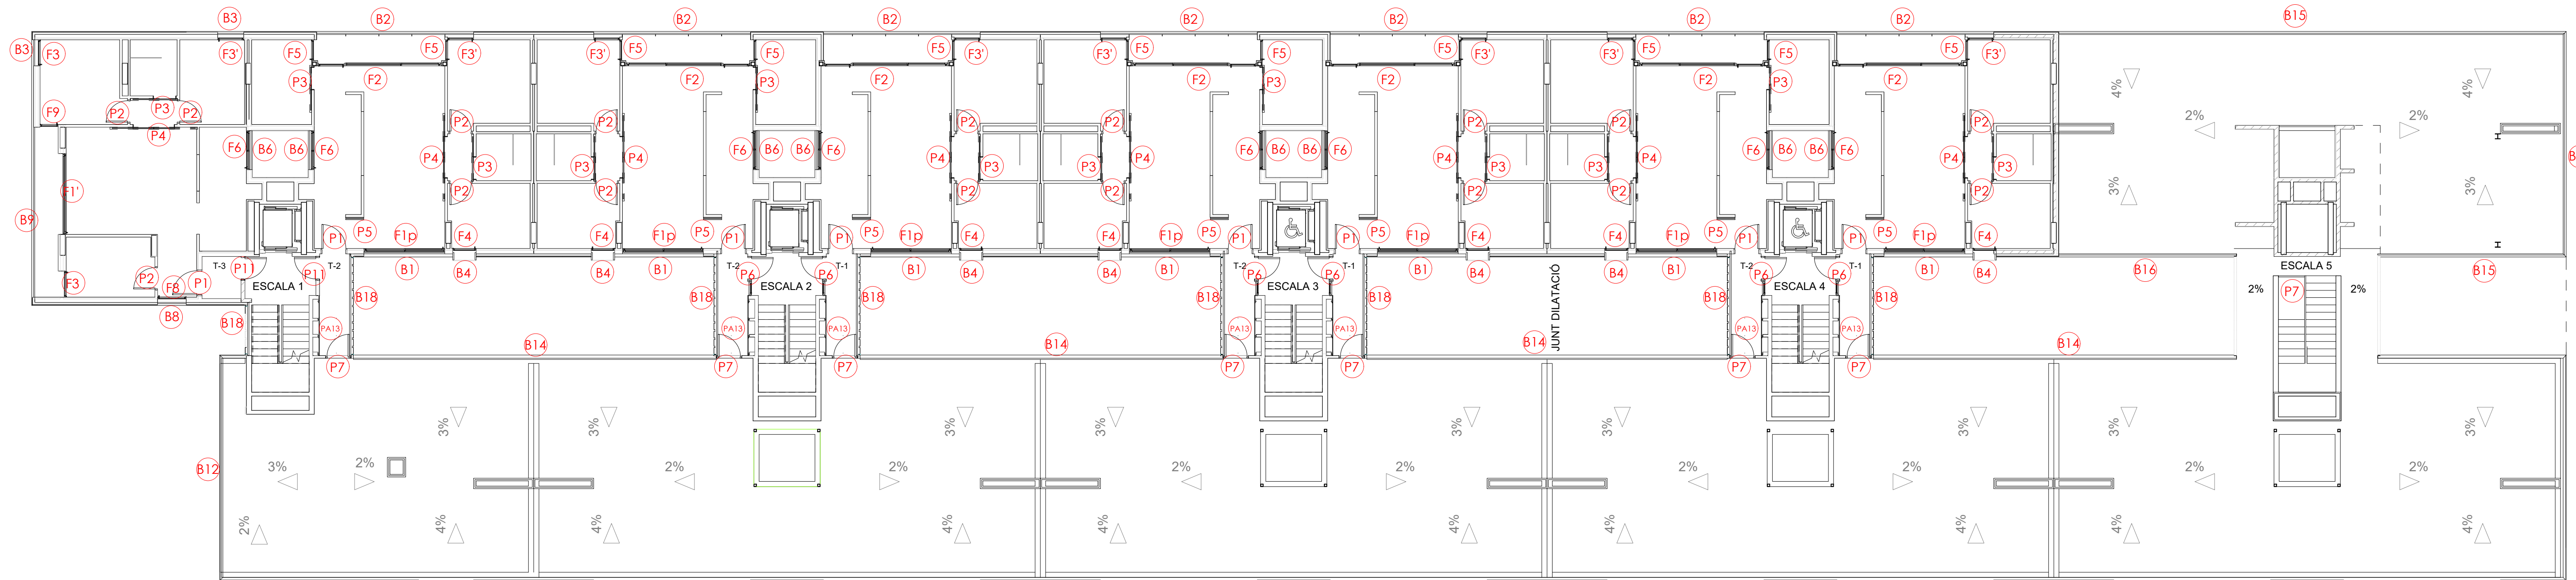 B3 B2 B2 B2 B2 B2 B2 B2 B15
B3 F3 F3' F5 F5 F3' F3' F5 F5 F5 F3' F3' F5 F5 F5 F3' F3' F5 F5 F5 F3'
P3 F2 F2 P3 F2 F2 P3 F2 F2 P3 F2
4% 4%
F9 P2 P3 P2 P2 P2 P2 P2 P2 P2 P2 2% 2%
P4
F6 B6 B6 F6 P4 P3 P3 P4 F6 B6 B6 F6 P4 P3 P3 P4 F6 B6 B6 F6 P4 P3 P3 P4 F6 B6 B6 F6 P4 P3
F1' P2 P2 P2 P2 P2 P2 P2 3% 3%
B9
P1 P5 F1p F4 F4 F1p P5 P1 P1 P5 F1p F4 F4 F1p P5 P1 P1 P5 F1p F4 F4 F1p P5 P1 P1 P5 F1p F4
T-3 P11 P11 T-2 B1 B4 B4 B1 T-2 P6 P6 T-1 B1 B4 B4 B1 T-2 P6 P6 T-1 B1 B4 B4 B1 T-2 P6 P6 T-1 B1 B4 B16 B15
F3 P2 F8 P1
ESCALA 1 ESCALA 2 ESCALA 3 ESCALA 4 ESCALA 5
2% P7 2%
B8 B18 B18 B18 B18 B18 B18 B18
JUNT DILATACIÓ
PA13 PA13 PA13 PA13 PA13 PA13 PA13
B14 B14 B14 B14
P7 P7 P7 P7 P7 P7 P7
3% 3% 3% 3% 3% 3% 3% 3% 3%
B12 3% 2% 2% 2% 2% 2% 2% 2% 2% 2%
2% 4% 4% 4% 4% 4% 4% 4% 4% 4%